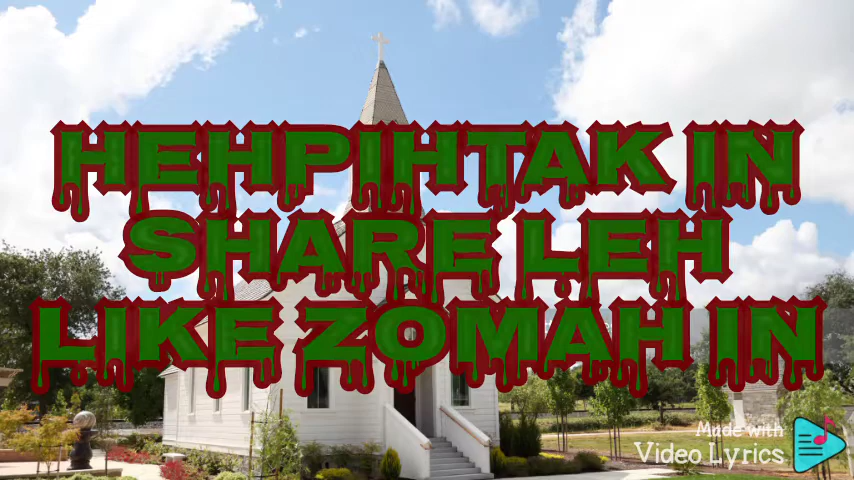 HEHPIHTAK IN
SHARE LEH
LIKE ZOMAH IN
Made with
Video Lyrics